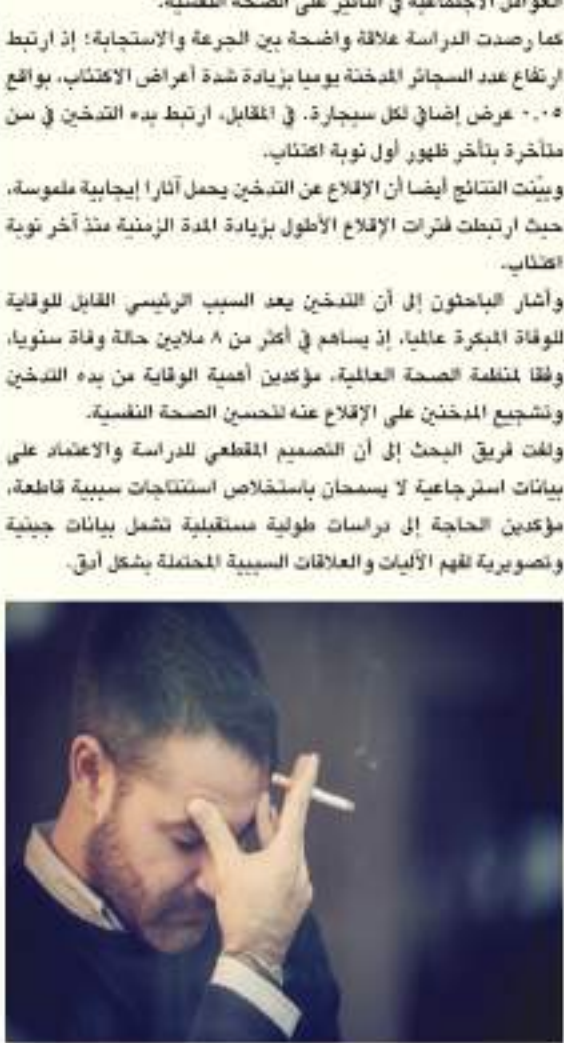 العوامل الاجتماعية في التأثير على الصحة النفسية.
كما رصدت الدراسة علاقة واضحة بين الجرعة والاستجابة؛ إذ ارتبط
ارتفاع عدد السجائر المدخنة يوميا بزيادة شدة أعراض الاكتئاب، بواقع
٠.٠٥ عرض إضافي لكل سيجارة. في المقابل، ارتبط بدء التدخين في سن
متأخرة بتأخر ظهور أول نوبة اكتئاب.
وبيّنت النتائج أيضا أن الإقلاع عن التدخين يحمل آثارا إيجابية ملموسة،
حيث ارتبطت فترات الإقلاع الأطول بزيادة المدة الزمنية منذ آخر نوبة
اكتئاب.
وأشار الباحثون إلى أن التدخين يعد السبب الرئيسي القابل للوقاية
للوفاة المبكرة عالميا، إذ يساهم في أكثر من ٨ ملايين حالة وفاة سنويا،
وفقا لمنظمة الصحة العالمية، مؤكدين أهمية الوقاية من بدء التدخين
وتشجيع المدخنين على الإقلاع عنه لتحسين الصحة النفسية.
ولفت فريق البحث إلى أن التصميم المقطعي للدراسة والاعتماد على
بيانات استرجاعية لا يسمحان باستخلاص استنتاجات سببية قاطعة،
مؤكدين الحاجة إلى دراسات طولية مستقبلية تشمل بيانات جينية
وتصويرية لفهم الآليات والعلاقات السببية المحتملة بشكل أدق.